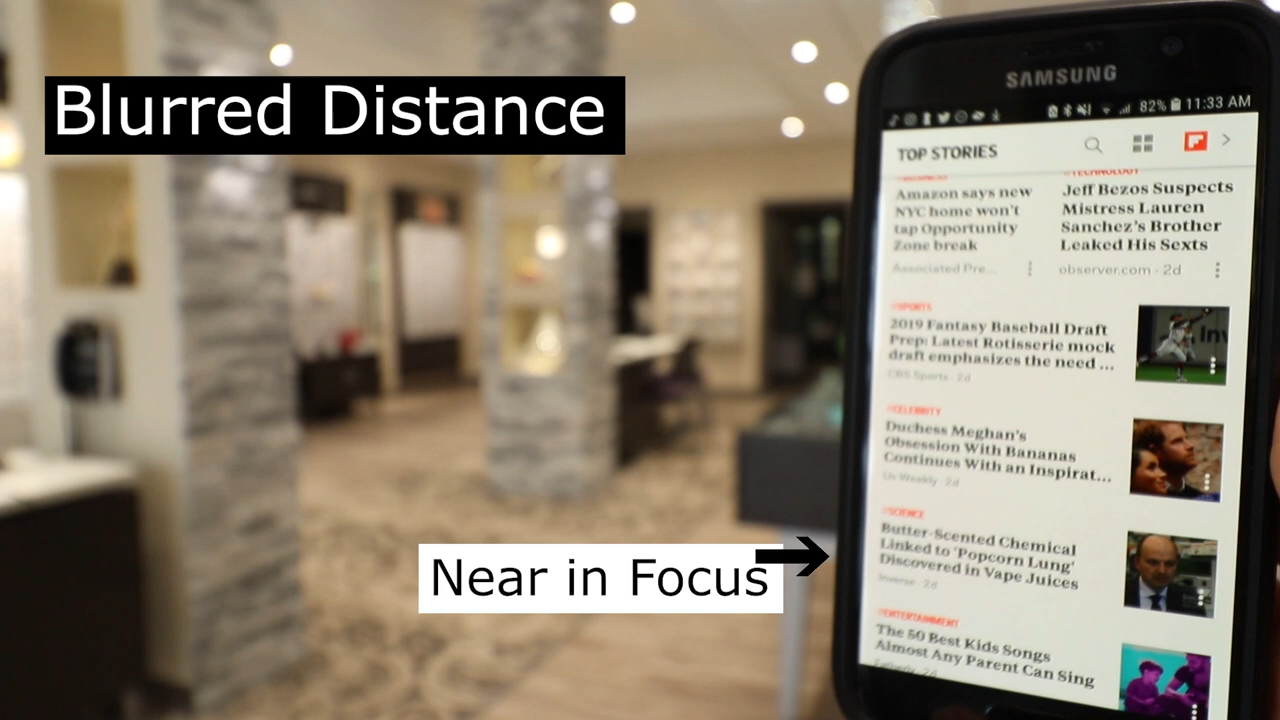 Blurred Distance
Near in Focus
SAMSUNG
82% 11:33 AM
TOP STORIES
#TECHNOLOGY
Amazon says new
NYC home won't
tap Opportunity
Zone break
Associated Pre...
Jeff Bezos Suspects
Mistress Lauren
Sanchez's Brother
Leaked His Sexts
observer.com · 2d
#SPORTS
2019 Fantasy Baseball Draft
Prep: Latest Rotisserie mock
draft emphasizes the need ...
CBS Sports · 2d
#CELEBRITY
Duchess Meghan's
Obsession With Bananas
Continues With an Inspirat...
Us Weekly · 2d
#SCIENCE
Butter-Scented Chemical
Linked to 'Popcorn Lung'
Discovered in Vape Juices
Inverse · 2d
#ENTERTAINMENT
The 50 Best Kids Songs
Almost Any Parent Can Sing
Fatherly · 2d